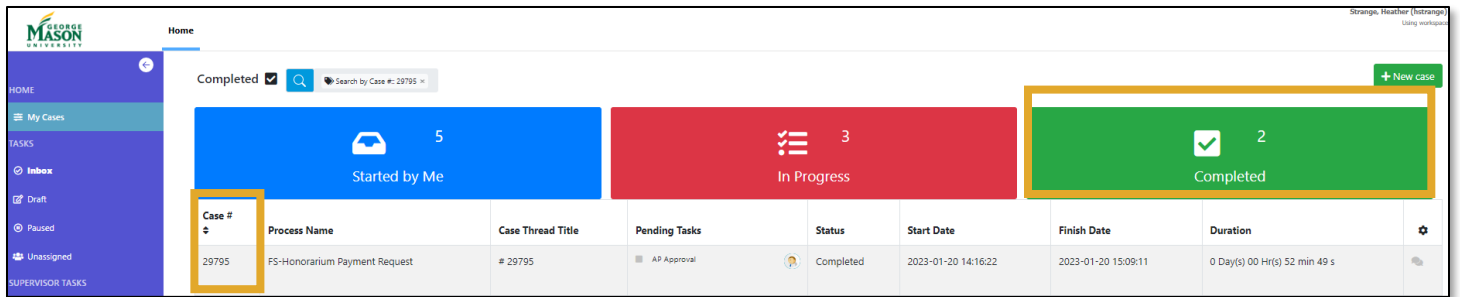 Strange, Heather (hstrange)
Using workspace
GEORGE
MASON
UNIVERSITY
Home
Completed
Search by Case #: 29795 ×
+ New case
HOME
My Cases
TASKS
Inbox
Draft
Paused
Unassigned
SUPERVISOR TASKS
5
Started by Me
3
In Progress
2
Completed
Case # Process Name Case Thread Title Pending Tasks Status Start Date Finish Date Duration
29795 FS-Honorarium Payment Request # 29795 AP Approval Completed 2023-01-20 14:16:22 2023-01-20 15:09:11 0 Day(s) 00 Hr(s) 52 min 49 s